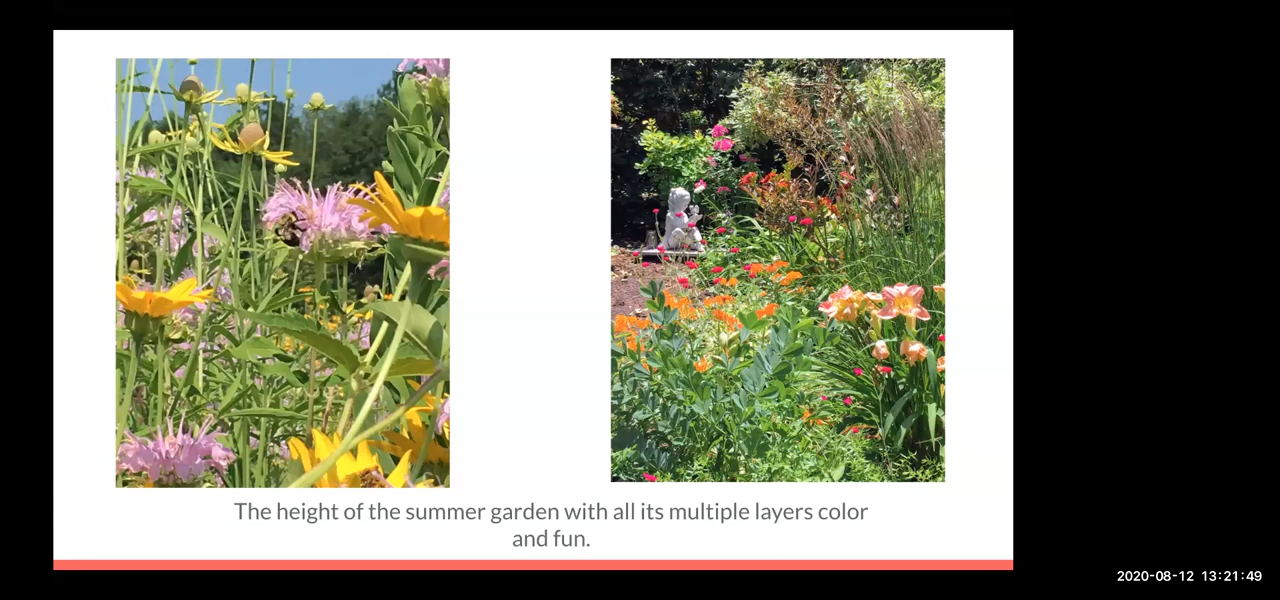 The height of the summer garden with all its multiple layers color
and fun.
2020-08-12 13:21:49